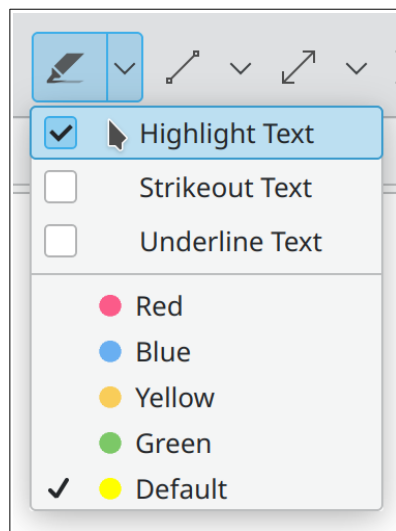 Highlight Text
Strikeout Text
Underline Text
Red
Blue
Yellow
Green
Default